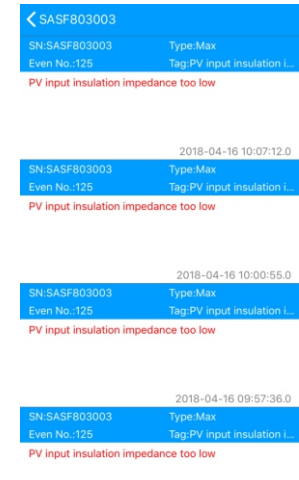 SASF803003
SN:SASF803003 Type:Max
Even No.:125 Tag:PV input insulation i...
PV input insulation impedance too low
2018-04-16 10:07:12.0
SN:SASF803003 Type:Max
Even No.:125 Tag:PV input insulation i...
PV input insulation impedance too low
2018-04-16 10:00:55.0
SN:SASF803003 Type:Max
Even No.:125 Tag:PV input insulation i...
PV input insulation impedance too low
2018-04-16 09:57:36.0
SN:SASF803003 Type:Max
Even No.:125 Tag:PV input insulation i...
PV input insulation impedance too low